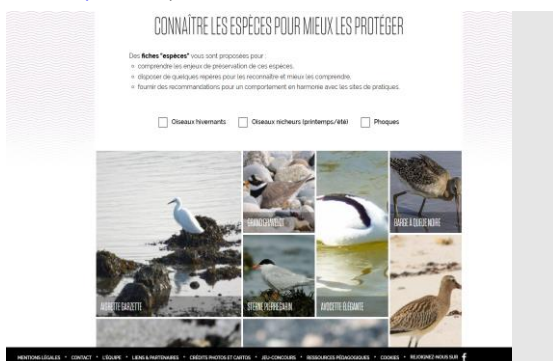 CONNAÎTRE LES ESPÈCES POUR MIEUX LES PROTÉGER
Des fiches "espèces" vous sont proposées pour :
comprendre les enjeux de préservation de ces espèces,
disposer de quelques repères pour les reconnaître et mieux les comprendre,
fournir des recommandations pour un comportement en harmonie avec les sites de pratiques.
Oiseaux hivernants Oiseaux nicheurs (printemps/été) Phoques
GRAVELOT
BARGE À QUEUE NOIRE
AIGRETTE GARZETTE
STERNE PIERREGARIN
AVOCETTE ÉLÉGANTE
MENTIONS LÉGALES • CONTACT • L'ÉQUIPE • LIENS & PARTENAIRES • CRÉDITS PHOTOS ET CARTOS • JEU-CONCOURS • RESSOURCES PÉDAGOGIQUES • COOKIES • REJOIGNEZ-NOUS SUR